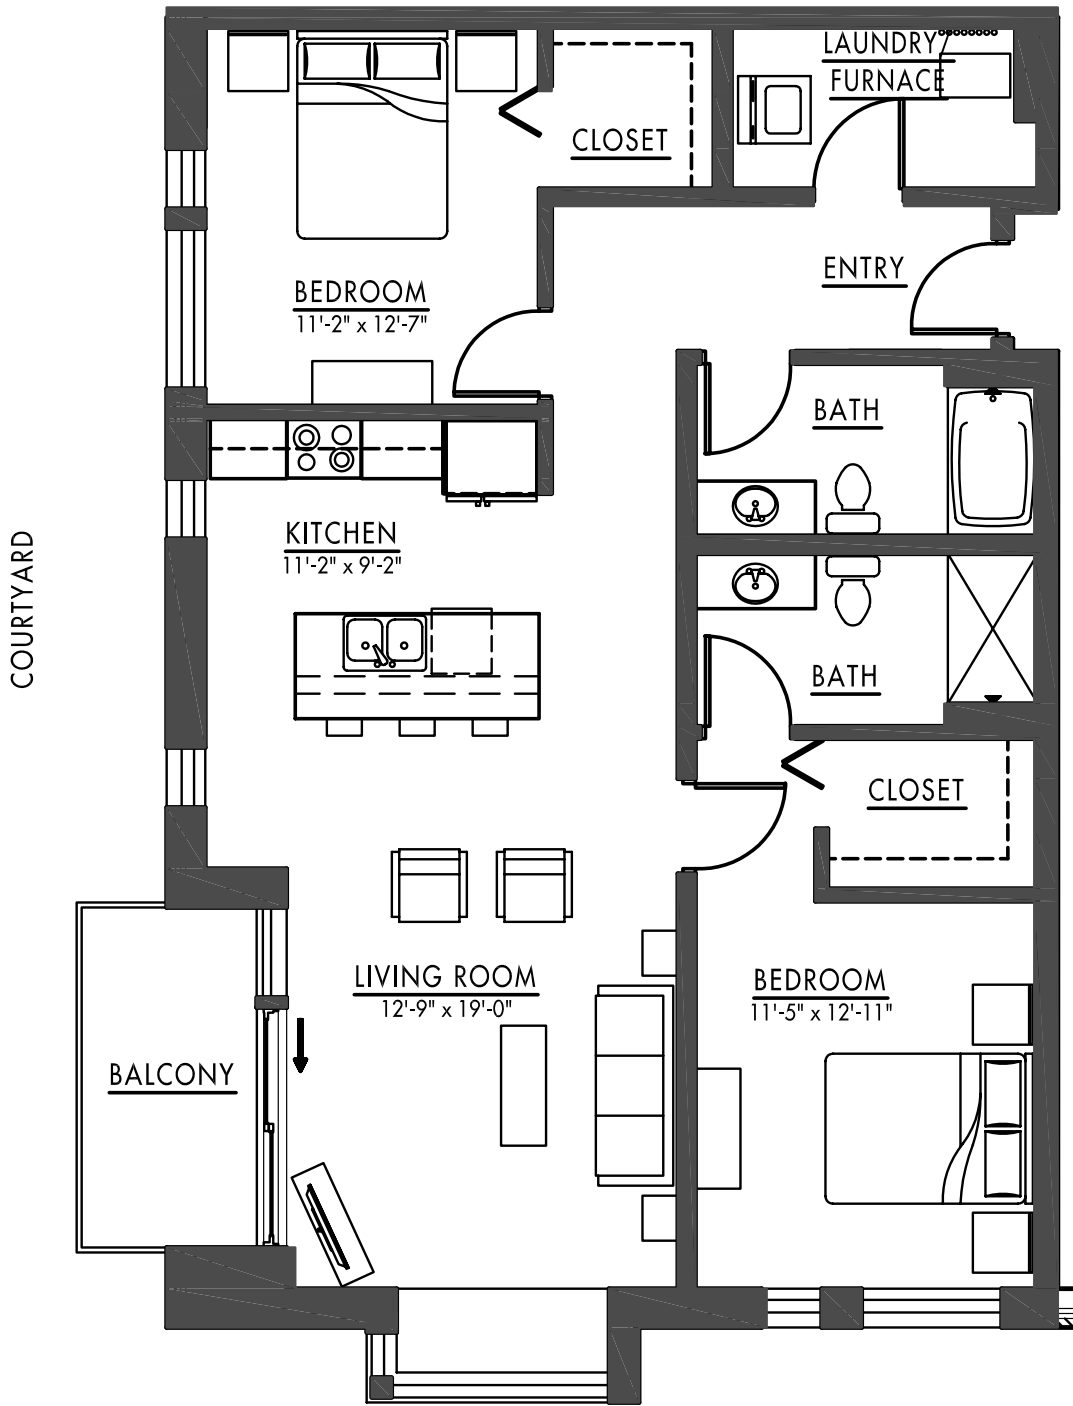 LAUNDRY
FURNACE
CLOSET
ENTRY
BEDROOM
11'-2" x 12'-7"
BATH
KITCHEN
11'-2" x 9'-2"
COURTYARD
BATH
CLOSET
LIVING ROOM
12'-9" x 19'-0"
BEDROOM
11'-5" x 12'-11"
BALCONY